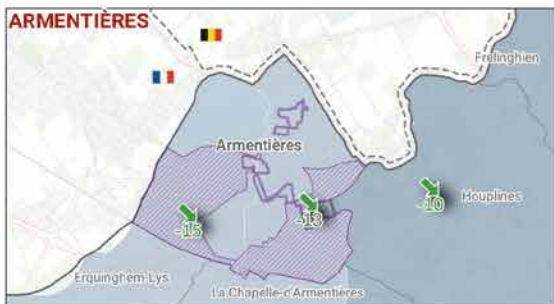 ARMENTIÈRES
Frelinghien
Armentières
-10
Houplines
-13
-15
Erquinghem-Lys
La Chapelle-d'Armentières